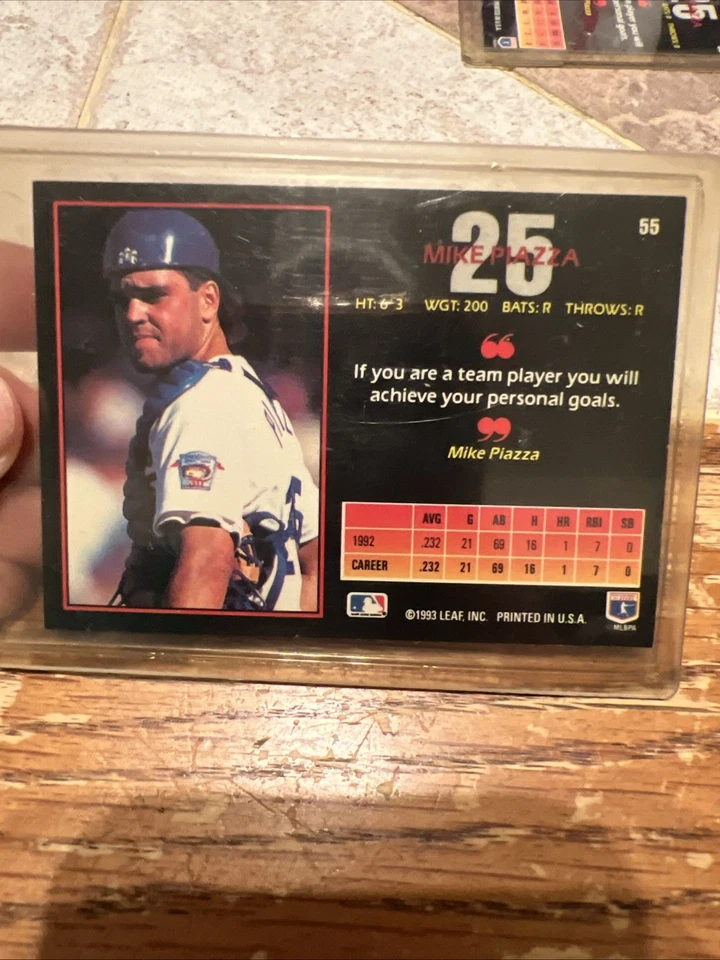 55
25
MIKE PIAZZA
HT: 6'3 WGT: 200 BATS: R THROWS: R
“
If you are a team player you will
achieve your personal goals.
”
Mike Piazza
AVG G AB H HR RBI SB
1992 .232 21 69 16 1 7 0
CAREER .232 21 69 16 1 7 0
©1993 LEAF, INC. PRINTED IN U.S.A.
MLBPA